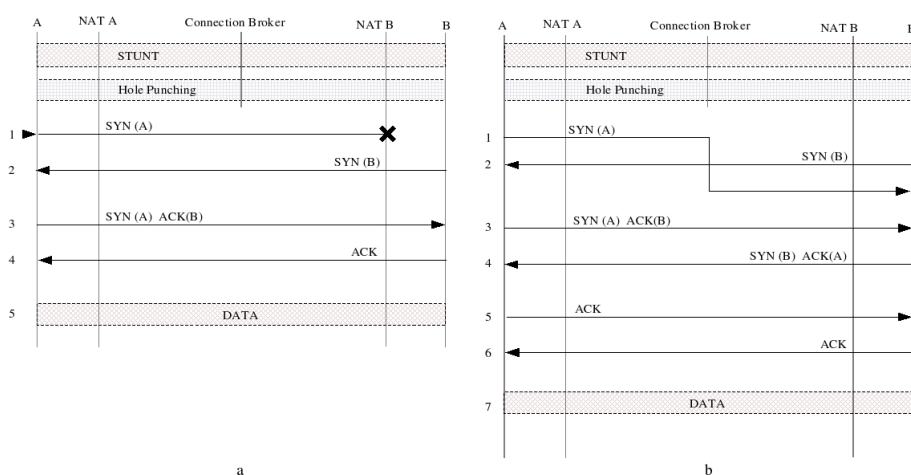 A NAT A Connection Broker NAT B B
STUNT
Hole Punching
1 SYN (A)
2 SYN (B)
3 SYN (A) ACK(B)
4 ACK
5 DATA
a
A NAT A Connection Broker NAT B
STUNT
Hole Punching
1 SYN (A)
2 SYN (B)
3 SYN (A) ACK(B)
4 SYN (B) ACK(A)
5 ACK
6 ACK
7 DATA
b